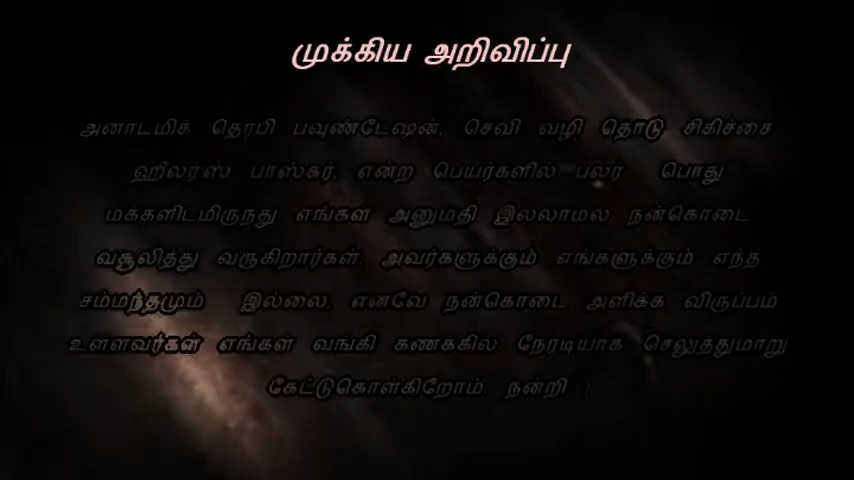 முக்கிய அறிவிப்பு
அனாடமிக் தெரபி பவுண்டேஷன், செவி வழி தொடு சிகிச்சை
ஹீலர்ஸ் பாஸ்கர், என்ற பெயர்களில் பலர் பொது
மக்களிடமிருந்து எங்கள் அனுமதி இல்லாமல் நன்கொடை
வசூலித்து வருகிறார்கள். அவர்களுக்கும் எங்களுக்கும் எந்த
சம்மந்தமும் இல்லை, எனவே நன்கொடை அளிக்க விருப்பம்
உள்ளவர்கள் எங்கள் வங்கி கணக்கில் நேரடியாக செலுத்துமாறு
கேட்டுகொள்கிறோம். நன்றி !